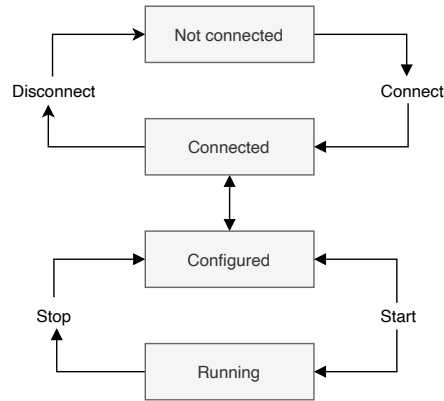 Not connected
Disconnect
Connect
Connected
Configured
Stop
Start
Running